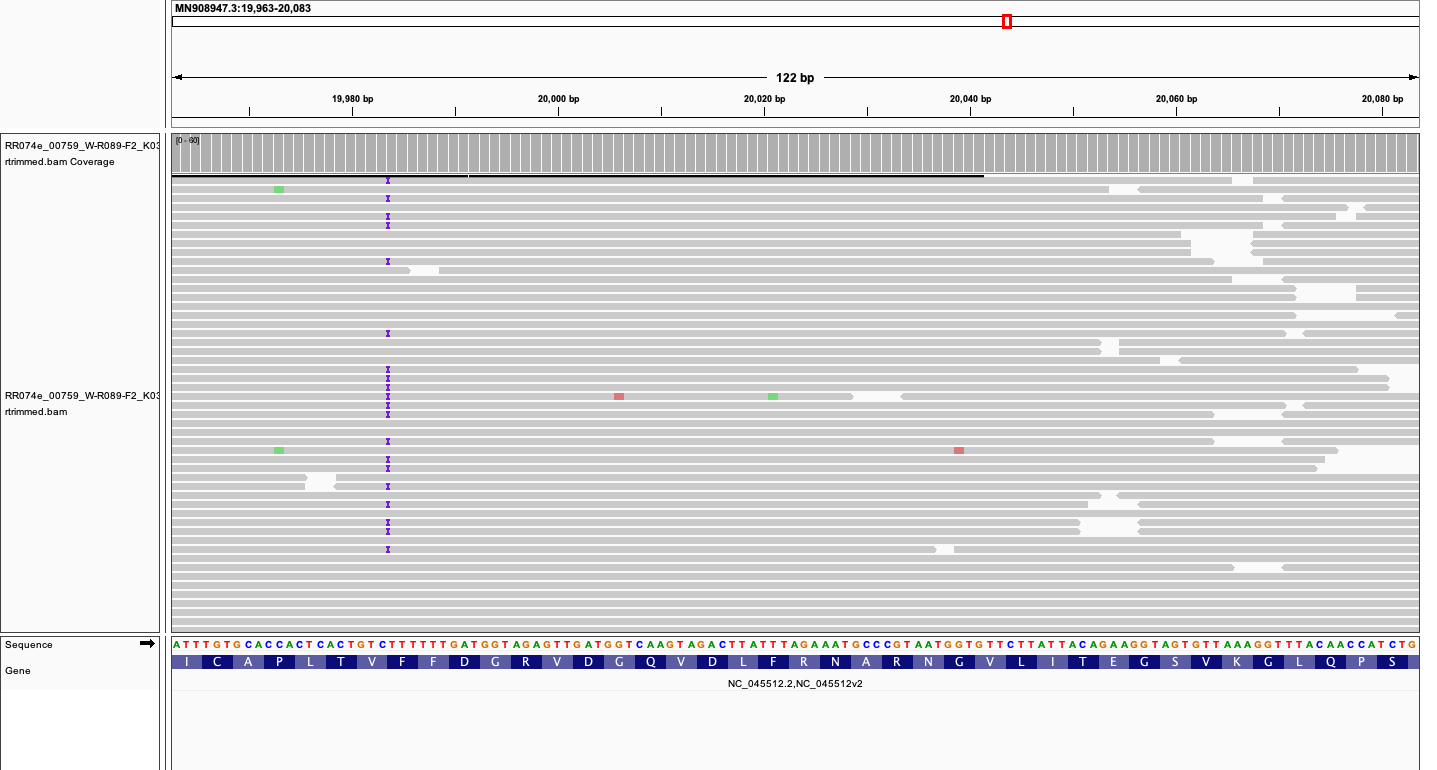 MN908947.3:19,963-20,083
122 bp
19,980 bp 20,000 bp 20,020 bp 20,040 bp 20,060 bp 20,080 bp
[0 - 60]
RR074e_00759_W-R089-F2_K03
rtrimmed.bam Coverage
RR074e_00759_W-R089-F2_K03
rtrimmed.bam
Sequence
ATTTGTGCACCACTCACTGTCTTTTTTGATGGTAGAGTTGATGGTCAAGTAGACTTATTTAGAAATGCCCGTAATGGTGTTCTTATTACAGAAGGTAGTGTTAAAGGTTTACAACCATCTG
Gene
I C A P L T V F F D G R V D G Q V D L F R N A R N G V L I T E G S V K G L Q P S
NC_045512.2,NC_045512v2